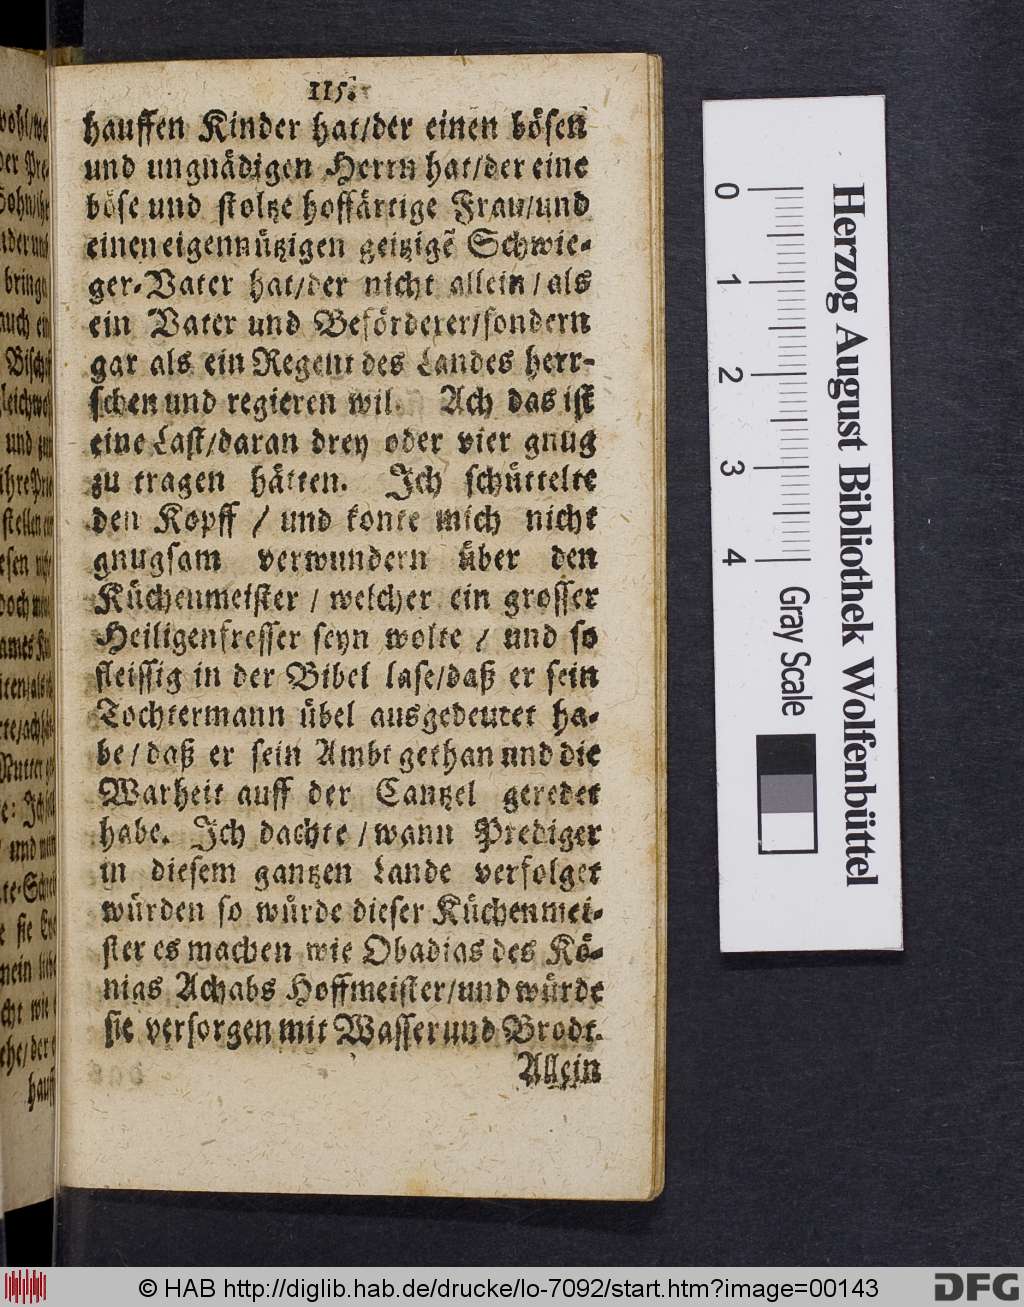 115.
hauffen Kinder hat/der einen bösen
und ungnädigen Herrn hat/der eine
böse und stoltze hoffärtige Frau/und
einen eigennützigen geitzigẽ Schwie-
ger-Vater hat/der nicht allein/als
ein Vater und Beförderer/sondern
gar als ein Regent des Landes herr-
schen und regieren wil. Ach das ist
eine Last/daran drey oder vier gnug
zu tragen hätten. Ich schüttelte
den Kopff / und konte mich nicht
gnugsam verwundern über den
Küchenmeister / welcher ein grosser
Heiligenfresser seyn wolte / und so
fleissig in der Bibel lase/daß er sein
Tochtermann übel ausgedeutet ha-
be/daß er sein Ambt gethan und die
Warheit auff der Cantzel geredet
habe. Ich dachte / wann Prediger
in diesem gantzen Lande verfolget
würden so würde dieser Küchenmei-
ster es machen wie Obadias des Kö-
nigs Achabs Hoffmeister/und würde
sie versorgen mit Wasser und Brodt.
Allein
bringe
auch
Bisch
und
hauff
0 1 2 3 4
Gray Scale
Herzog August Bibliothek Wolfenbüttel
© HAB http://diglib.hab.de/drucke/lo-7092/start.htm?image=00143
DFG